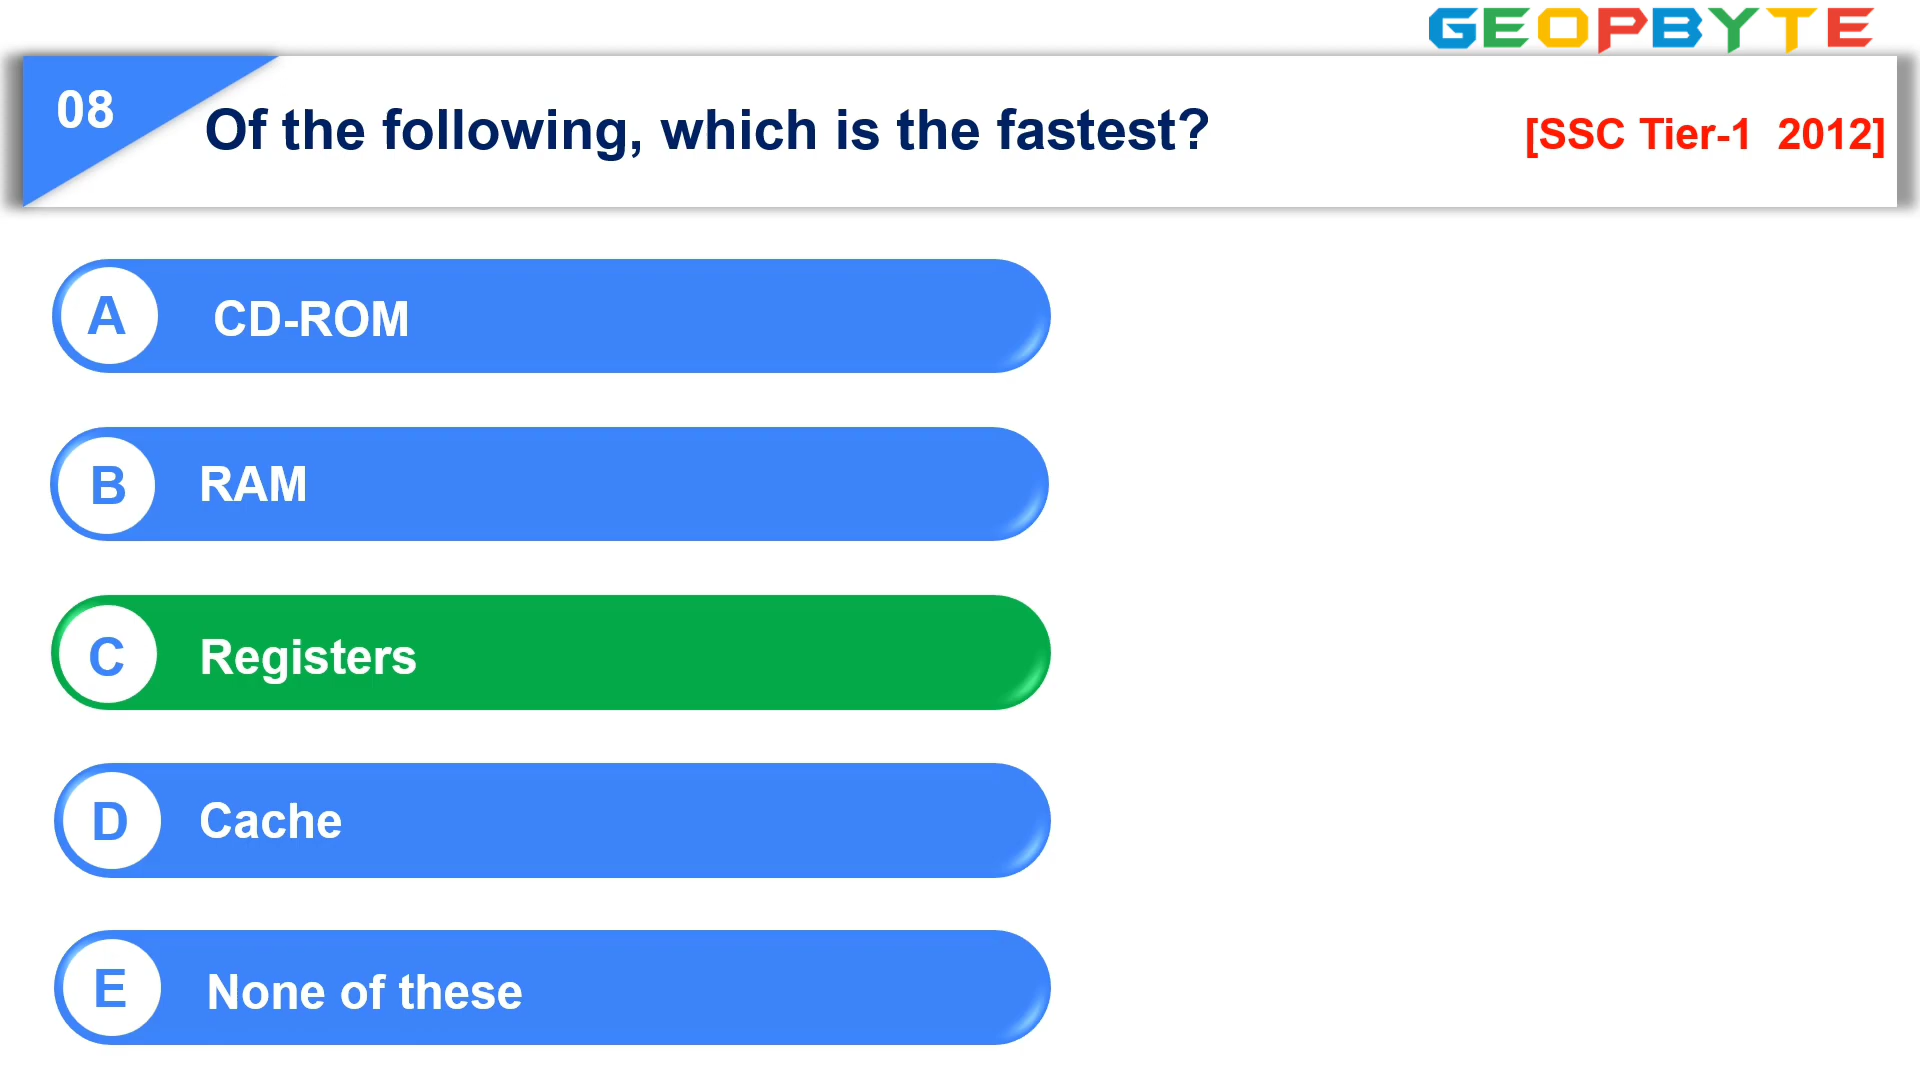 GEOPBYTE
08
Of the following, which is the fastest?
[SSC Tier-1 2012]
A CD-ROM
B RAM
C Registers
D Cache
E None of these